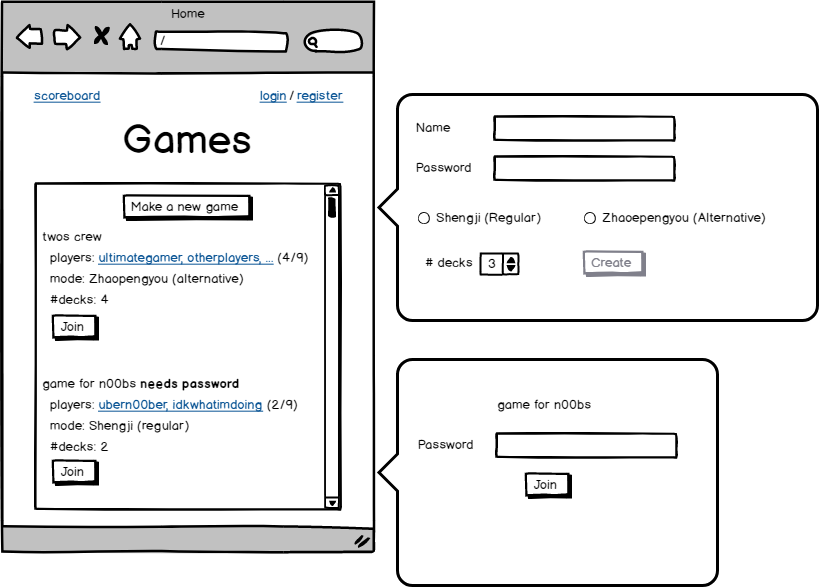 Home
/
scoreboard
login / register
Games
Make a new game
twos crew
players: ultimategamer, otherplayers, ... (4/9)
mode: Zhaopengyou (alternative)
#decks: 4
Join
game for n00bs needs password
players: ubern00ber, idkwhatimdoing (2/9)
mode: Shengji (regular)
#decks: 2
Join
Name
Password
Shengji (Regular)
Zhaoepengyou (Alternative)
# decks 3
Create
game for n00bs
Password
Join